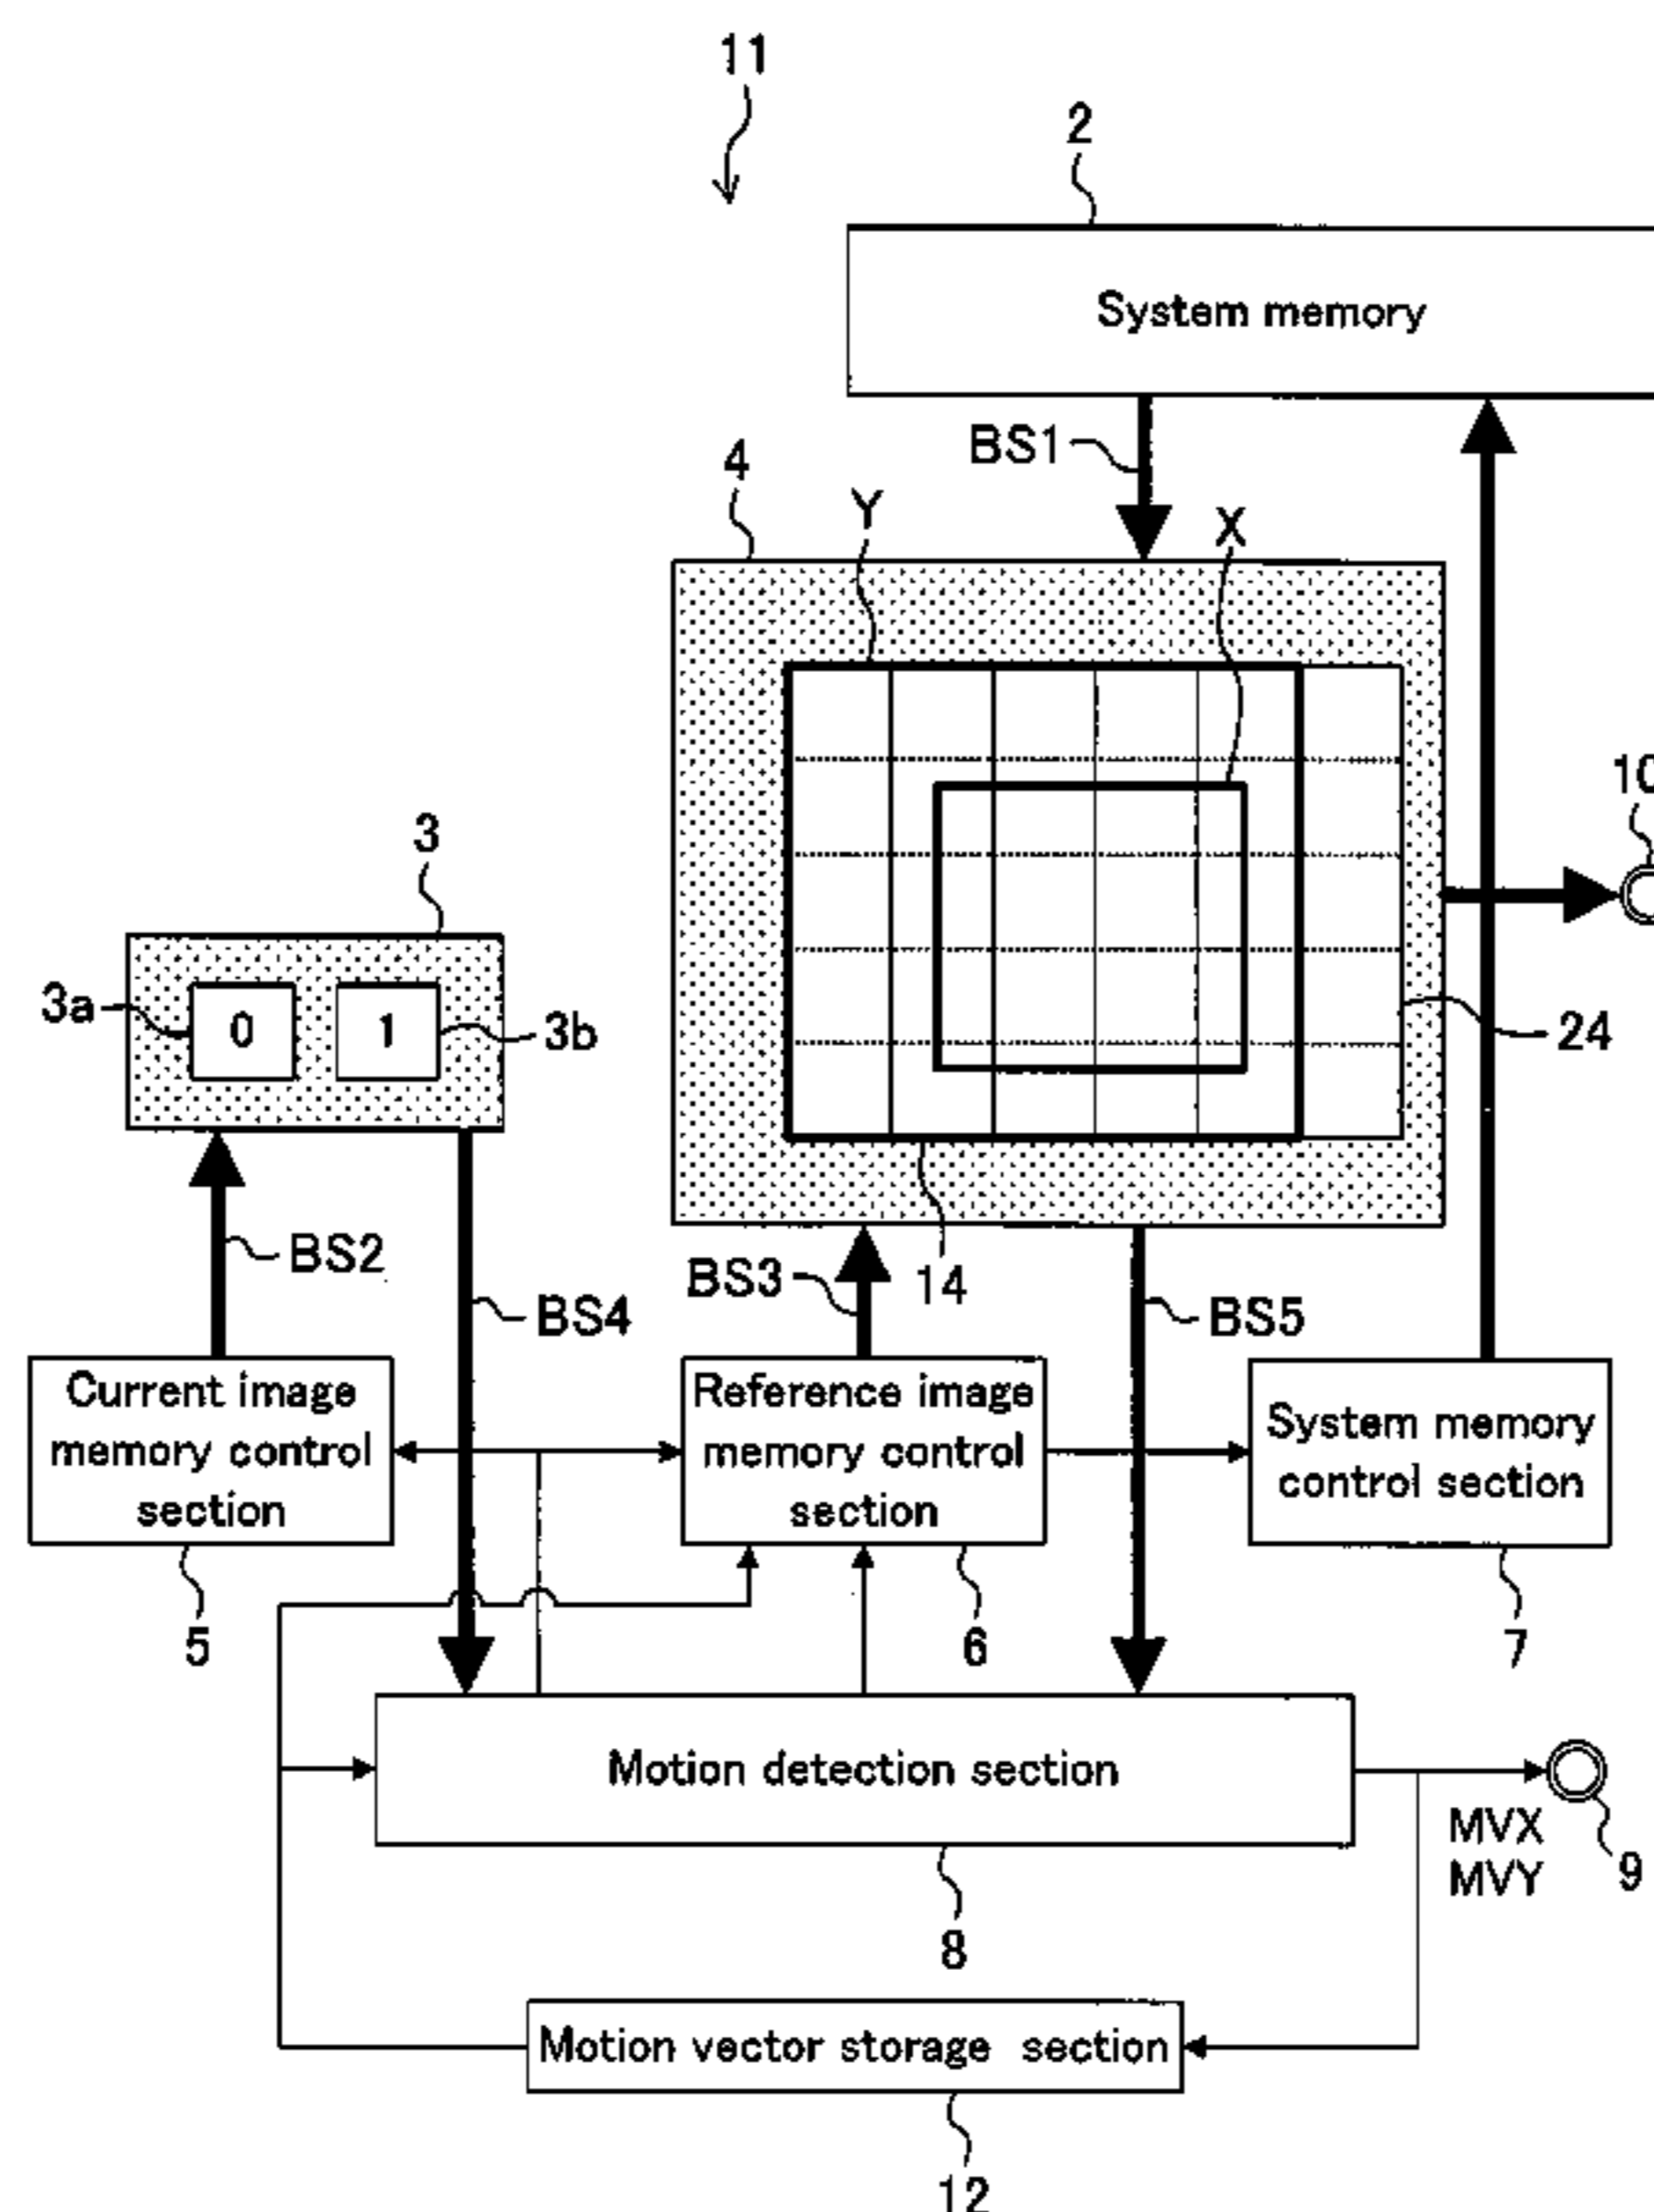 11
2
System memory
BS1
4
Y
X
10
3
3a
0
1
3b
24
BS2
BS4
BS3
14
BS5
Current image
memory control
section
Reference image
memory control
section
System memory
control section
5
6
7
Motion detection section
MVX
MVY
9
8
Motion vector storage section
12